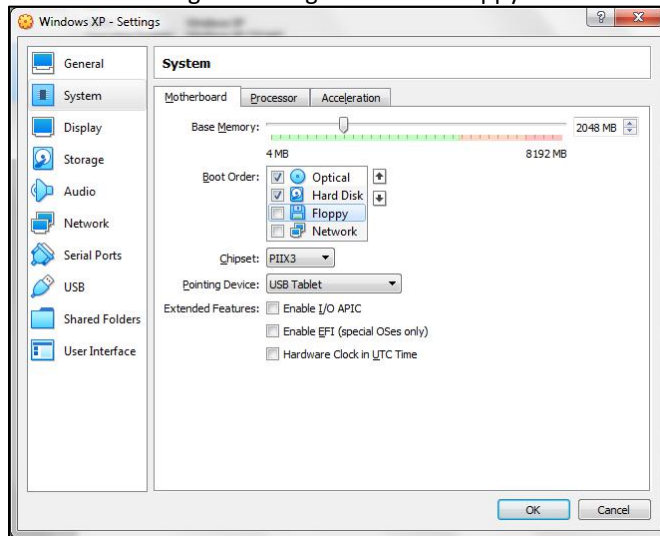 Windows XP - Settings
General
System
Display
Storage
Audio
Network
Serial Ports
USB
Shared Folders
User Interface
System
Motherboard Processor Acceleration
Base Memory: 2048 MB
4 MB 8192 MB
Boot Order: Optical
Hard Disk
Floppy
Network
Chipset: PIIX3
Pointing Device: USB Tablet
Extended Features: Enable I/O APIC
Enable EFI (special OSes only)
Hardware Clock in UTC Time
OK Cancel